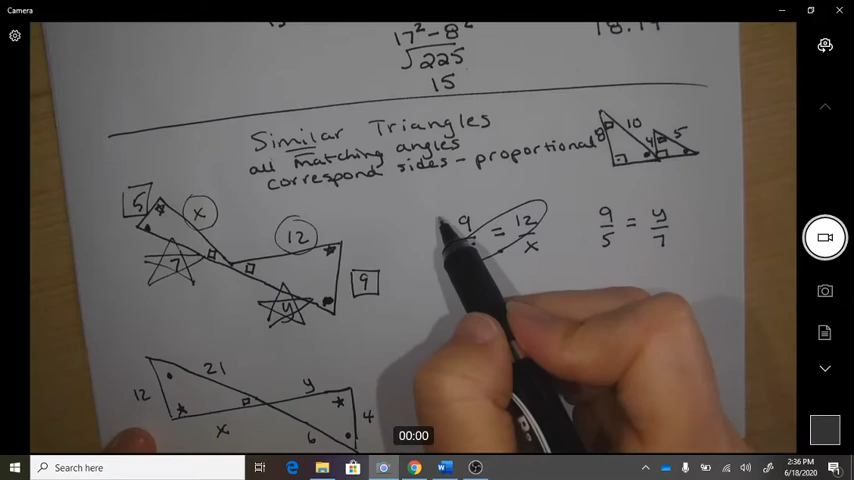 Camera
17² - 8²
18.19
√225
15
Similar Triangles
all matching angles
correspond sides - proportional
8
10
4
5
5
x
12
7
9
y
9 = 12
x
9/5 = y/7
21
y
12
x
6
4
00:00
Search here
2:36 PM
6/18/2020